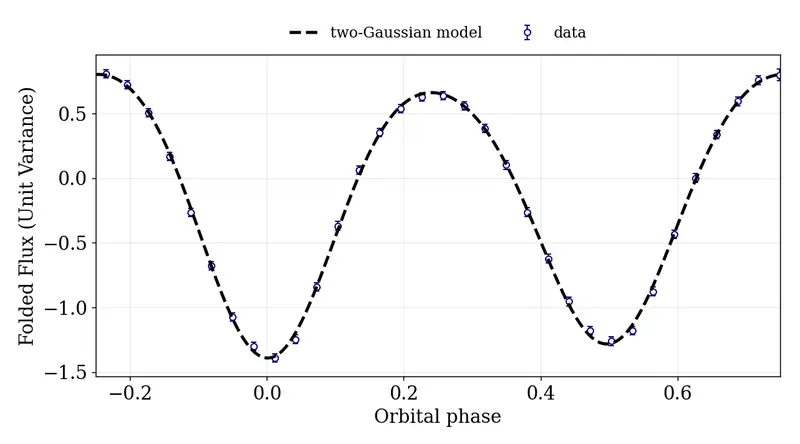 two-Gaussian model
data
Folded Flux (Unit Variance)
0.5
0.0
−0.5
−1.0
−1.5
−0.2
0.0
0.2
0.4
0.6
Orbital phase